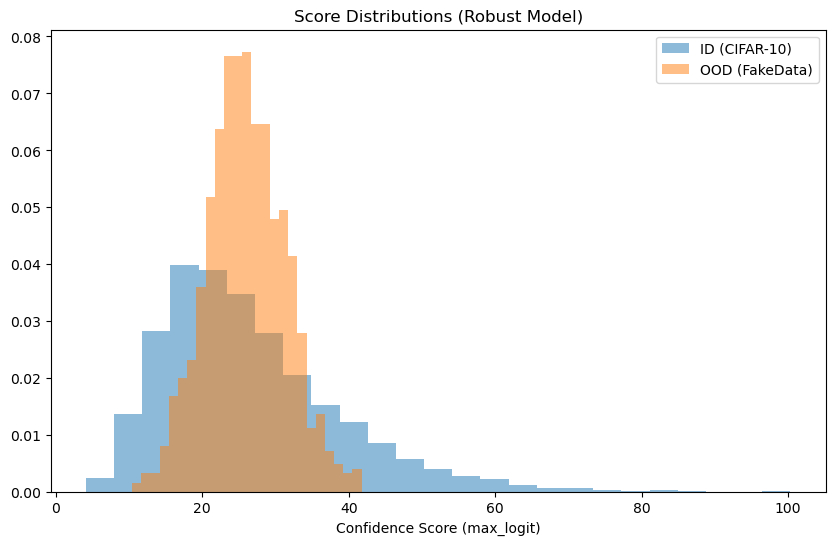 Score Distributions (Robust Model)
ID (CIFAR-10)
OOD (FakeData)
0.08
0.07
0.06
0.05
0.04
0.03
0.02
0.01
0.00
0 20 40 60 80 100
Confidence Score (max_logit)